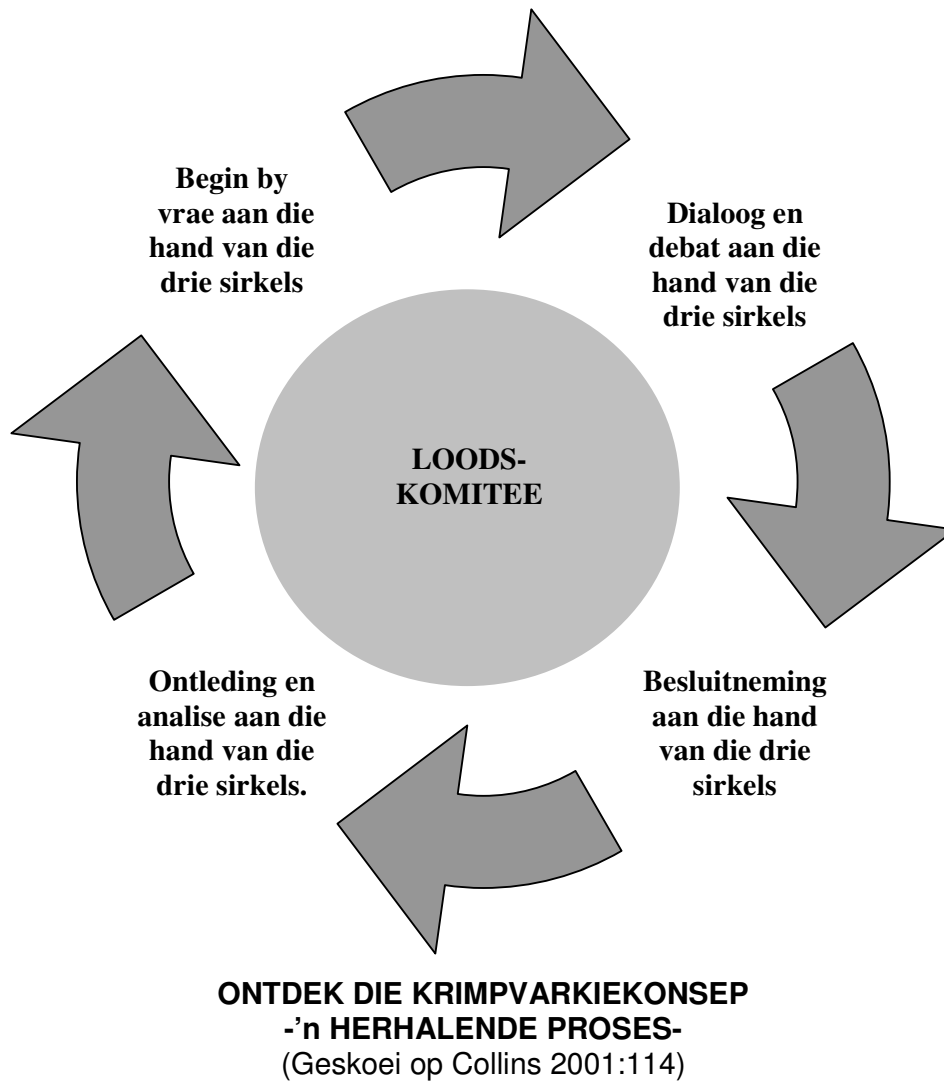 Begin by
vrae aan die
hand van die
drie sirkels
Dialoog en
debat aan die
hand van die
drie sirkels
LOODS-
KOMITEE
Ontleding en
analise aan die
hand van die
drie sirkels.
Besluitneming
aan die hand
van die drie
sirkels
ONTDEK DIE KRIMPVARKIEKONSEP
-’n HERHALENDE PROSES-
(Geskoei op Collins 2001:114)